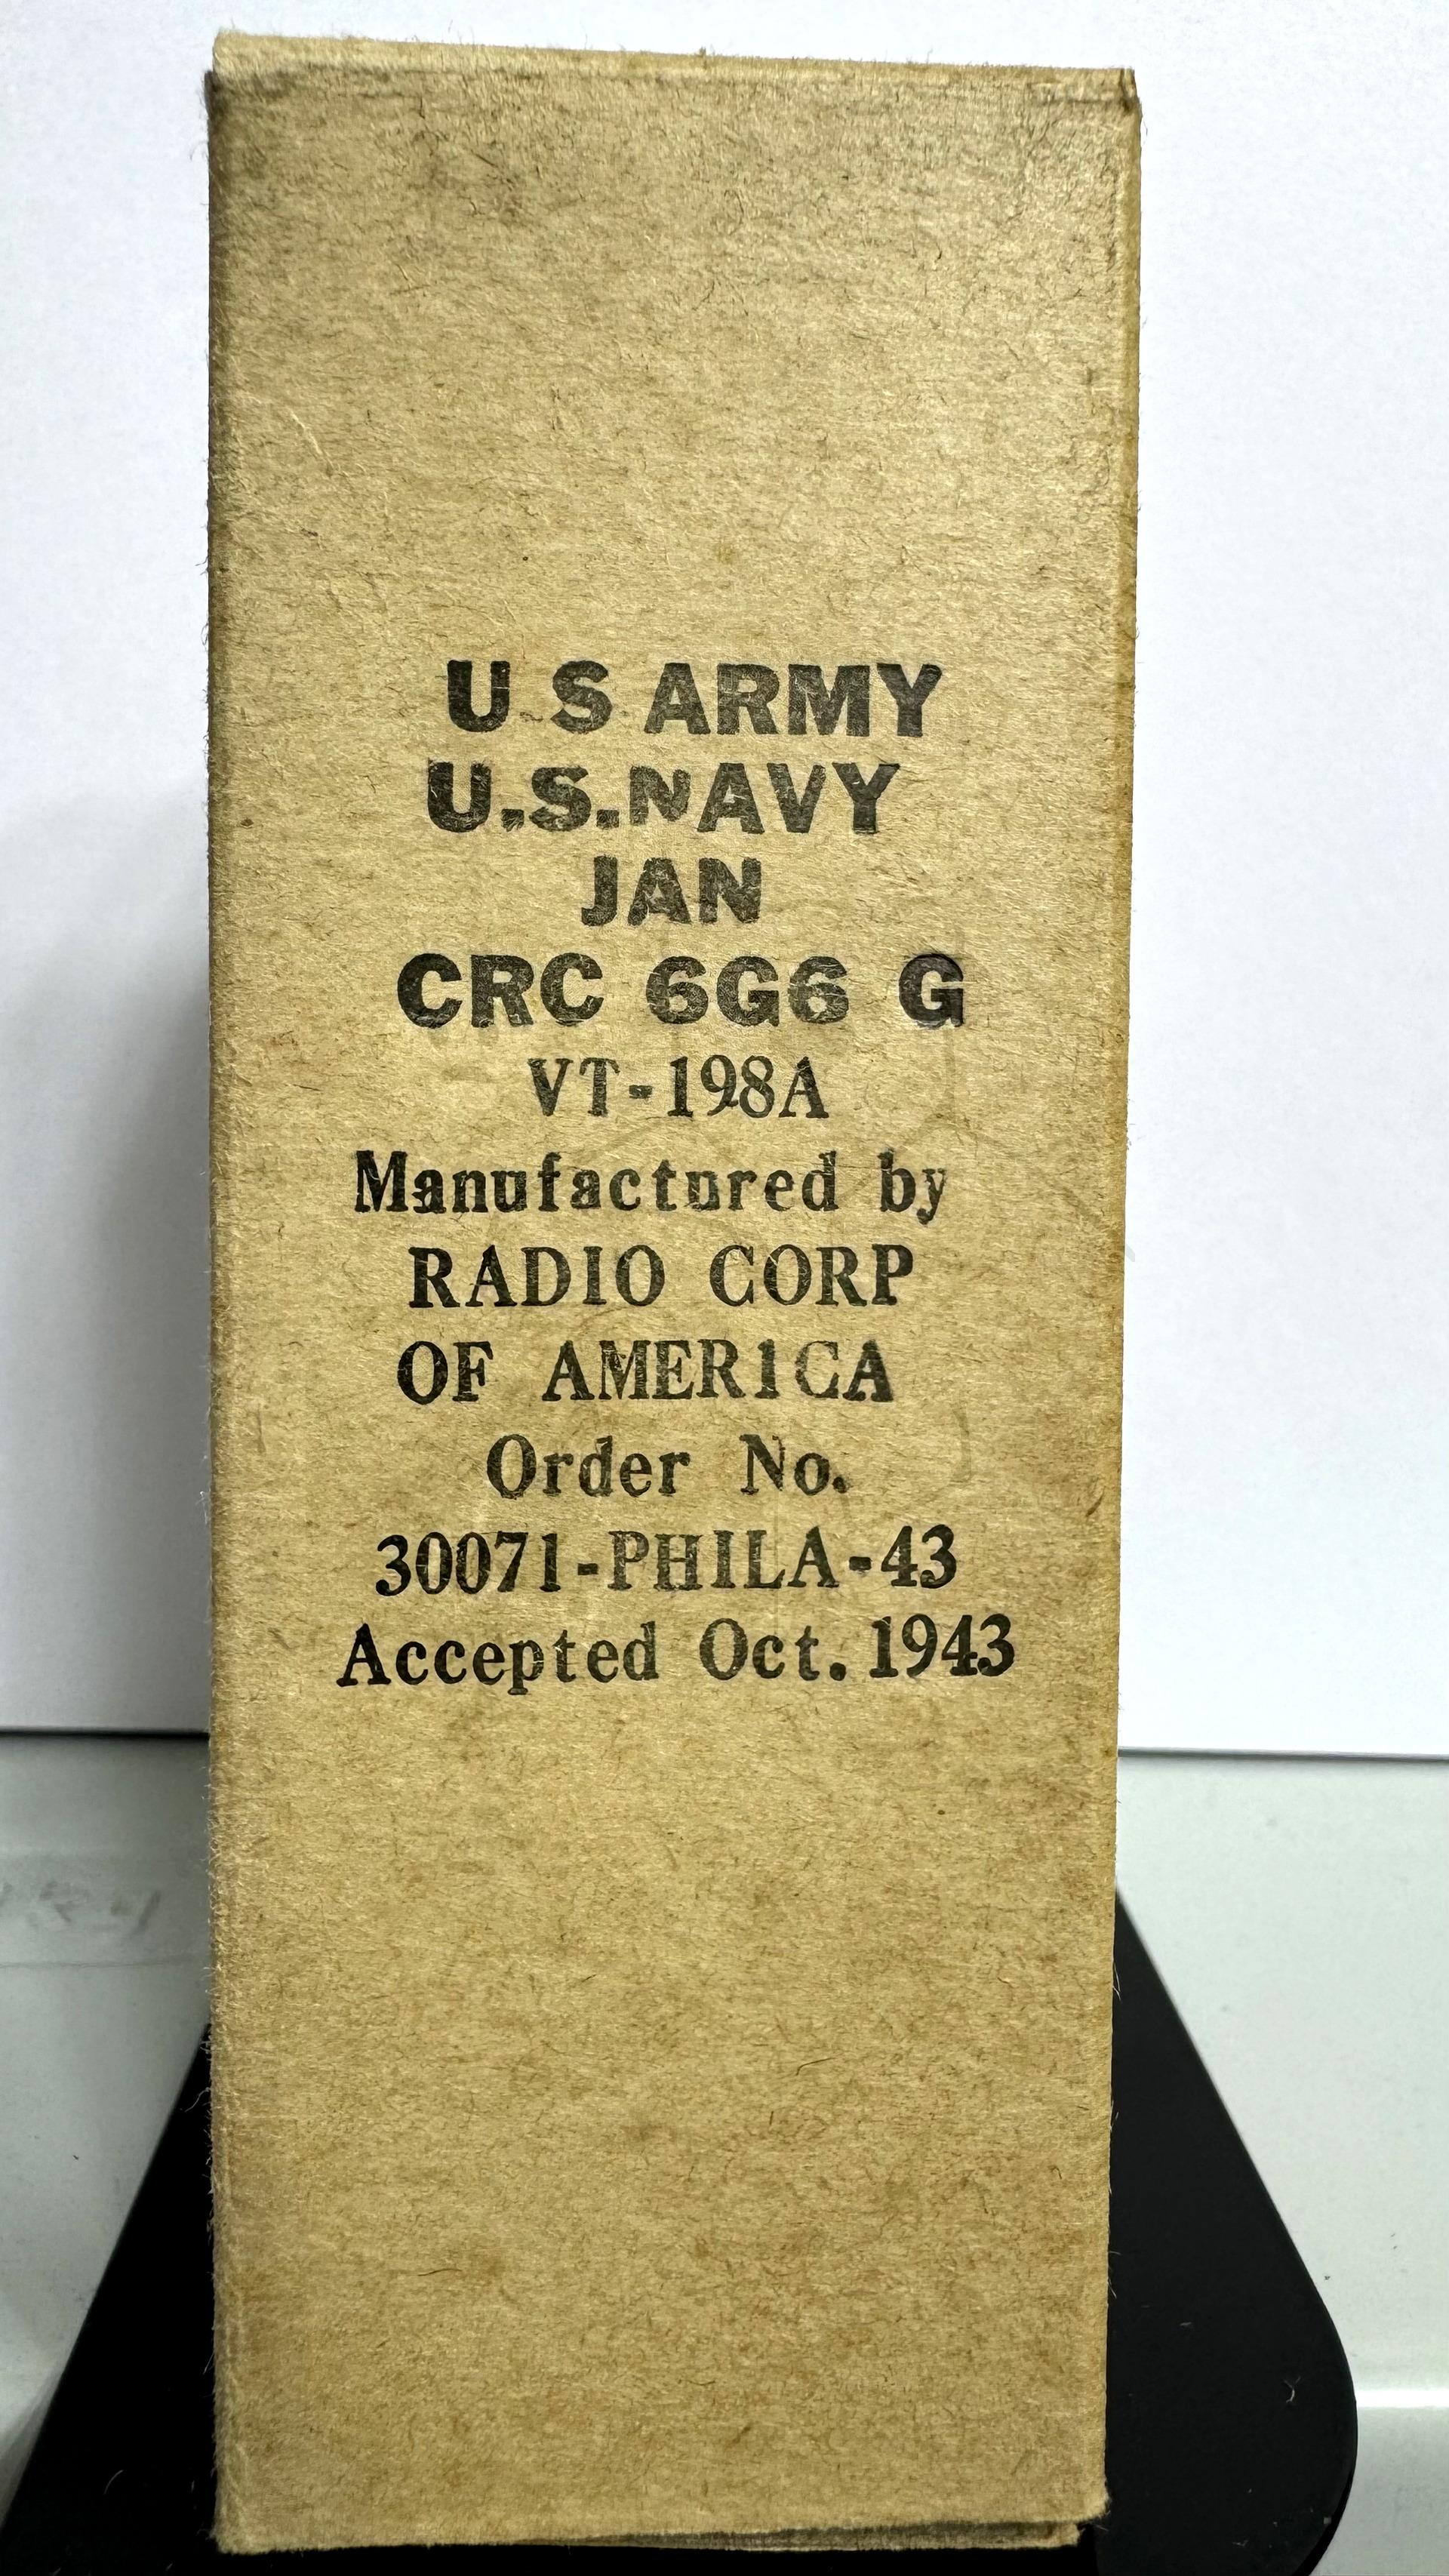 U S ARMY
U.S.NAVY
JAN
CRC 6G6 G
VT-198A
Manufactured by
RADIO CORP
OF AMERICA
Order No.
30071-PHILA-43
Accepted Oct. 1943